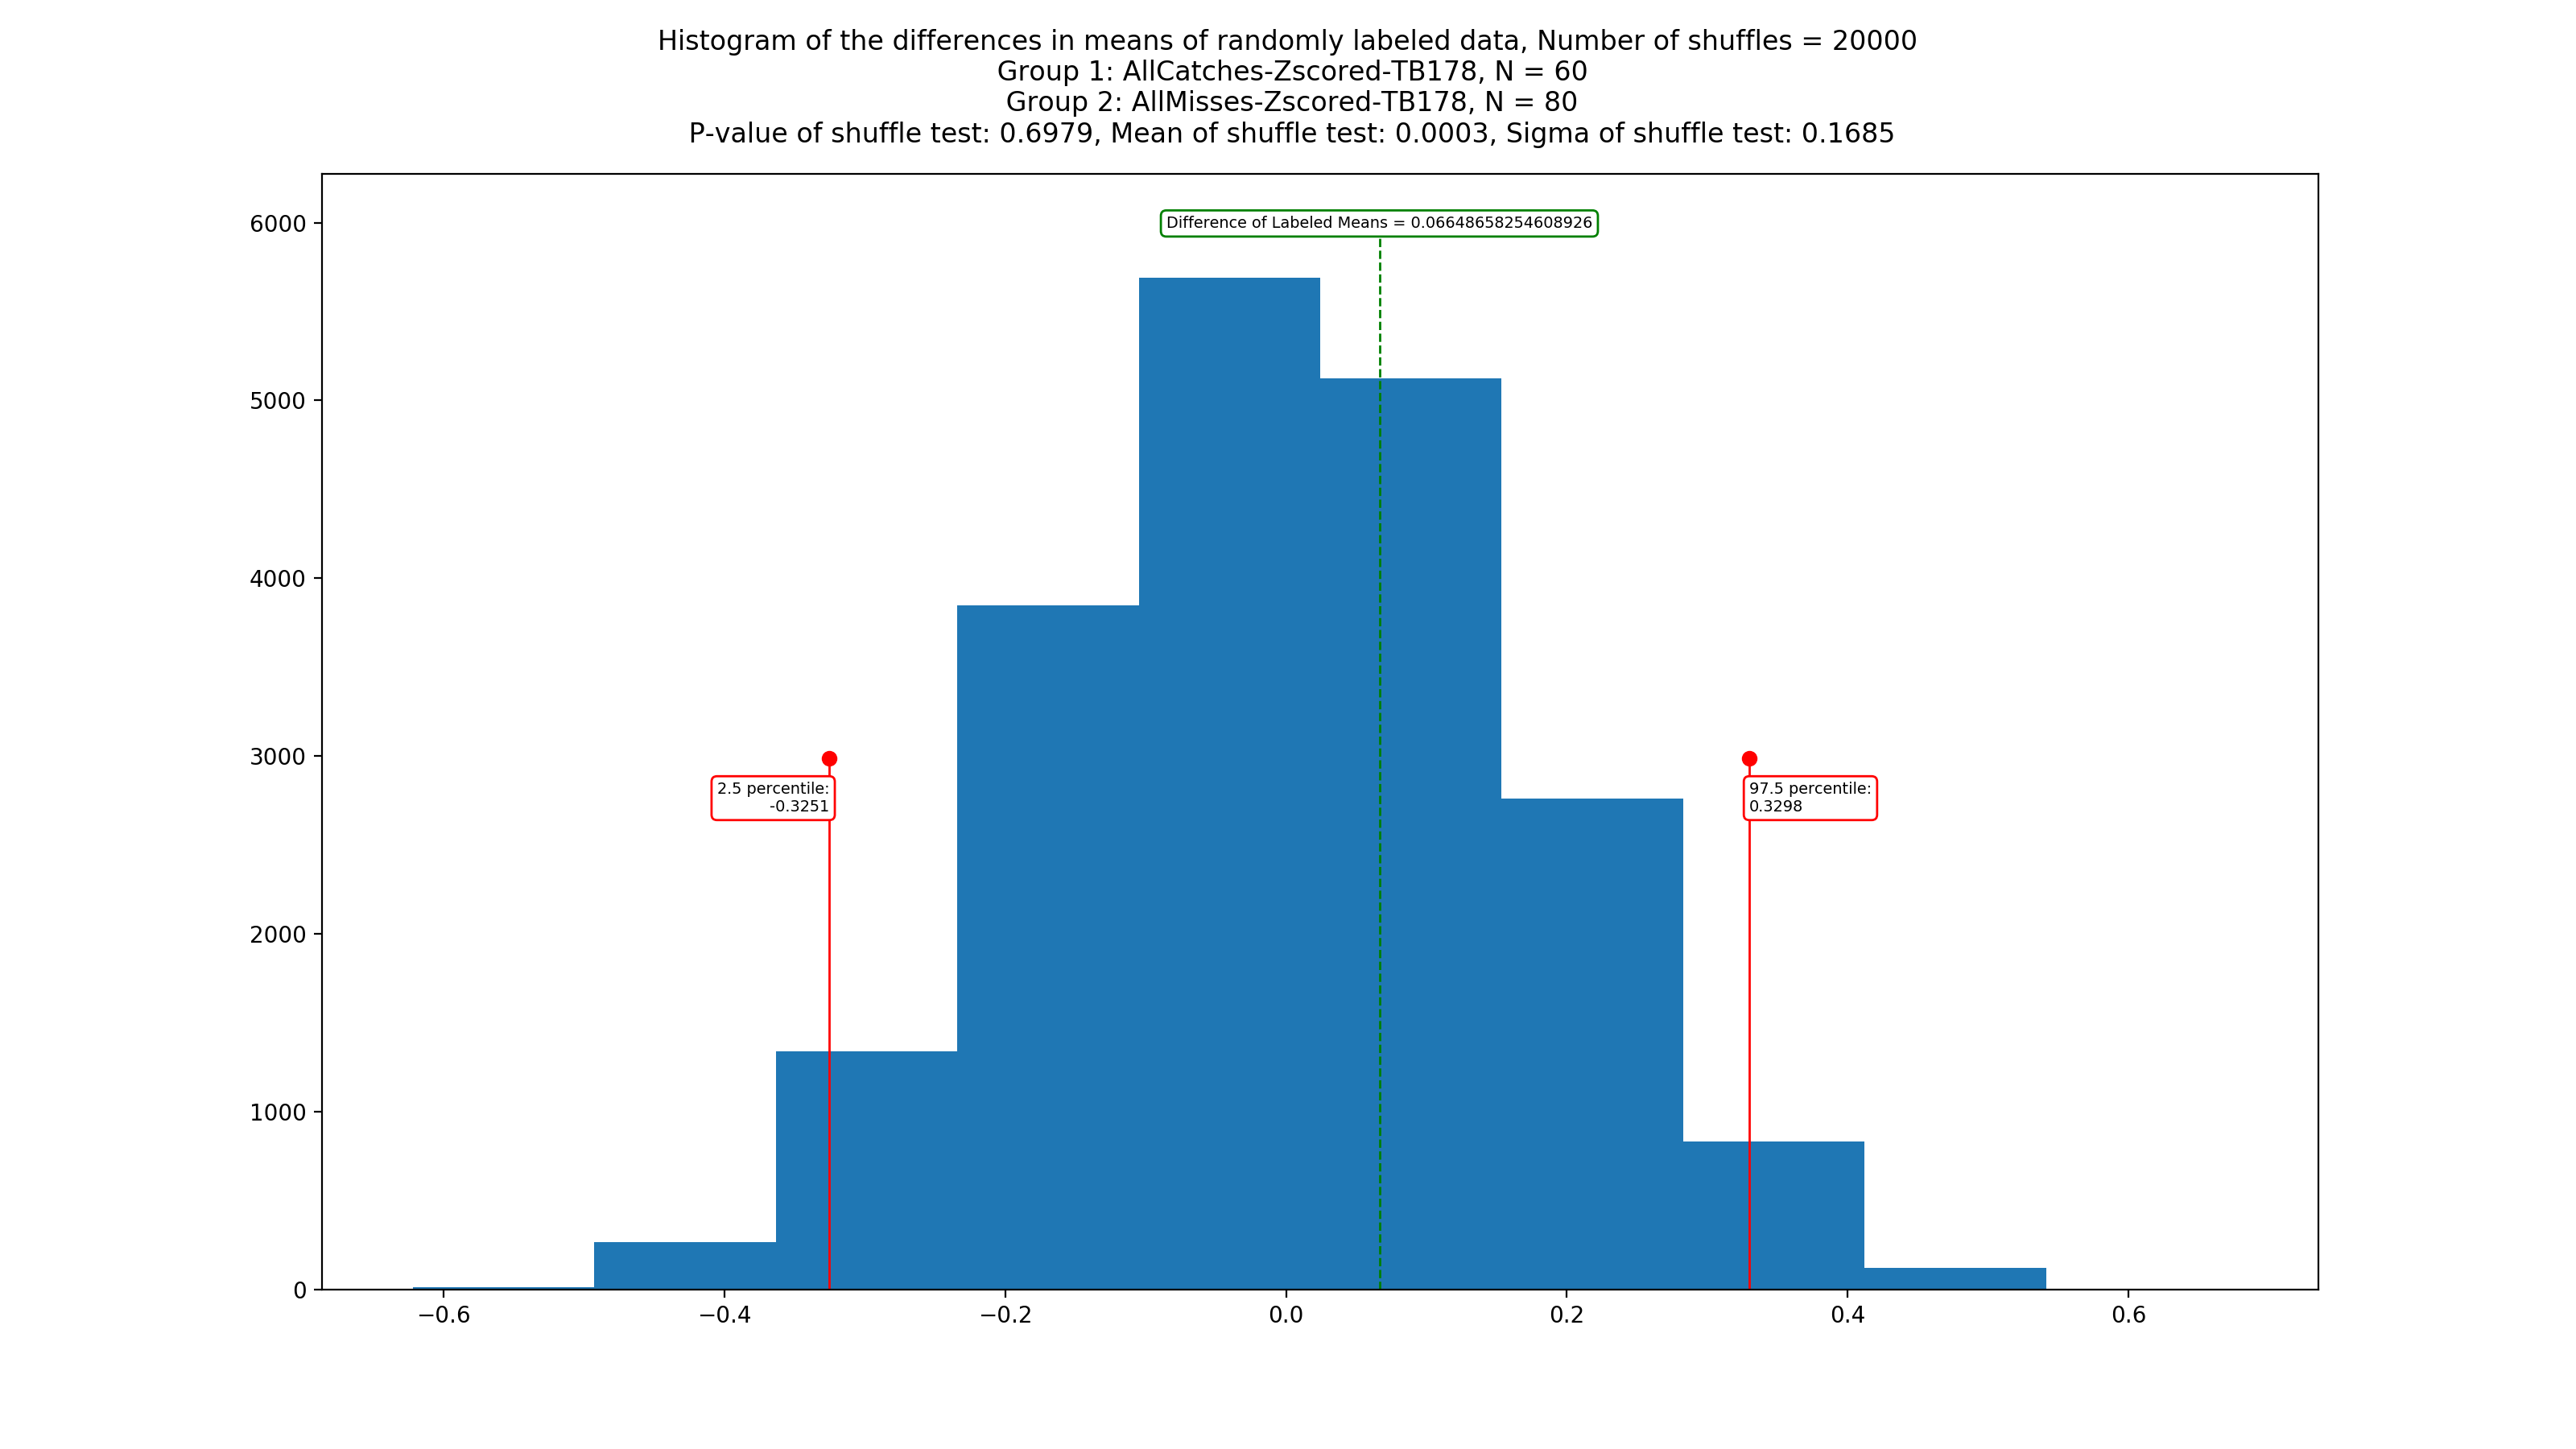 Histogram of the differences in means of randomly labeled data, Number of shuffles = 20000
Group 1: AllCatches-Zscored-TB178, N = 60
Group 2: AllMisses-Zscored-TB178, N = 80
P-value of shuffle test: 0.6979, Mean of shuffle test: 0.0003, Sigma of shuffle test: 0.1685
6000
Difference of Labeled Means = 0.06648658254608926
5000
4000
3000
2.5 percentile:
-0.3251
97.5 percentile:
0.3298
2000
1000
0
−0.6 −0.4 −0.2 0.0 0.2 0.4 0.6